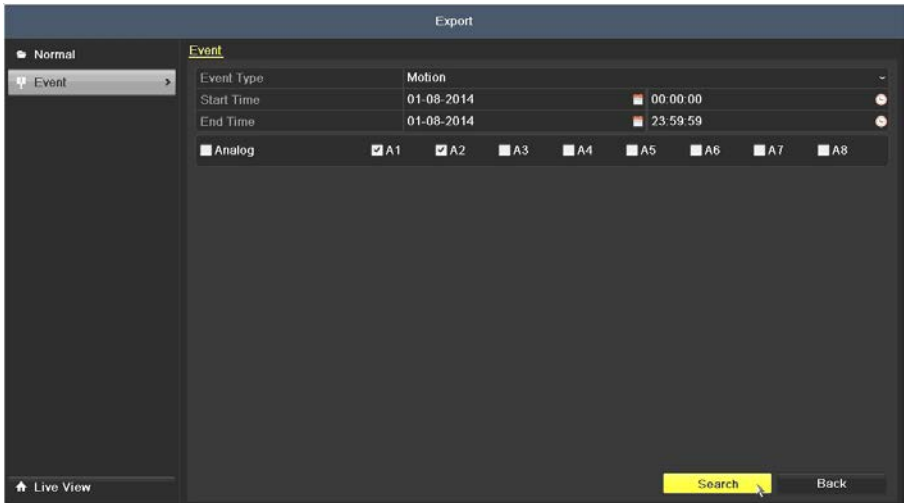 Export
Normal
Event
Event
Event Type Motion
Start Time 01-08-2014 00:00:00
End Time 01-08-2014 23:59:59
Analog A1 A2 A3 A4 A5 A6 A7 A8
Live View
Search Back